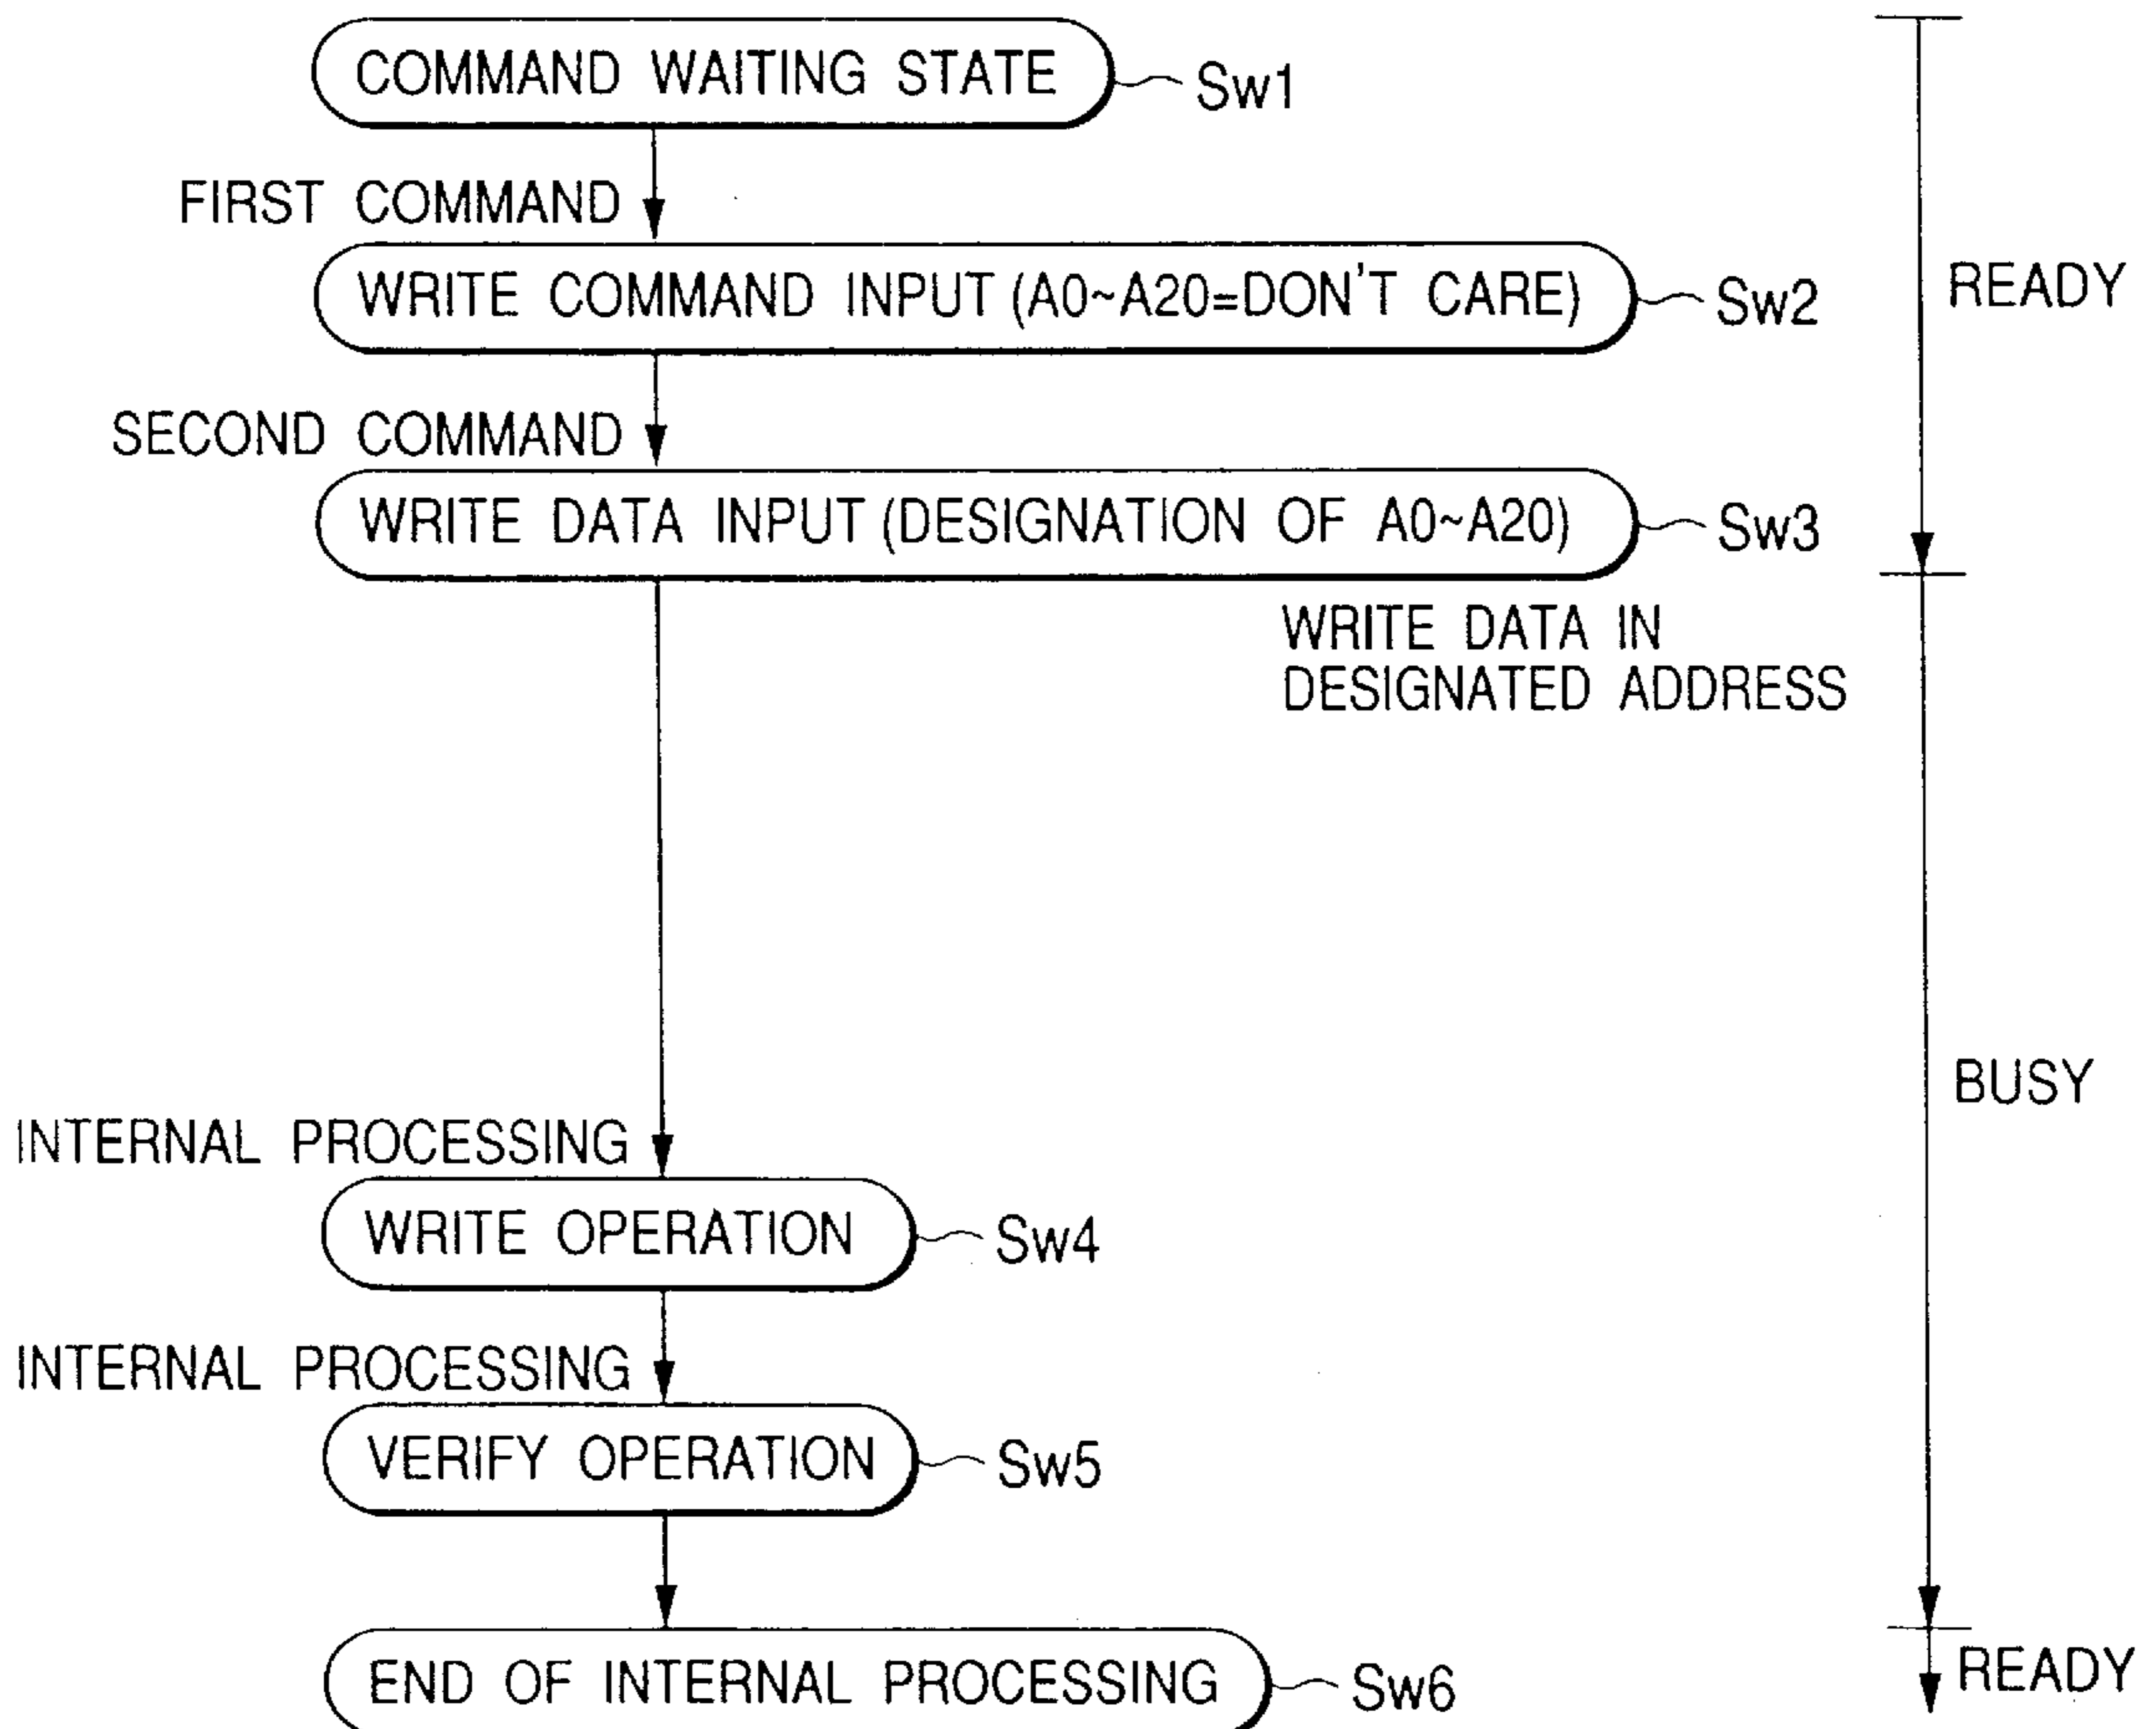 COMMAND WAITING STATE Sw1
FIRST COMMAND
WRITE COMMAND INPUT (A0~A20=DON'T CARE) Sw2
READY
SECOND COMMAND
WRITE DATA INPUT (DESIGNATION OF A0~A20) Sw3
WRITE DATA IN
DESIGNATED ADDRESS
BUSY
INTERNAL PROCESSING
WRITE OPERATION Sw4
INTERNAL PROCESSING
VERIFY OPERATION Sw5
END OF INTERNAL PROCESSING Sw6
READY